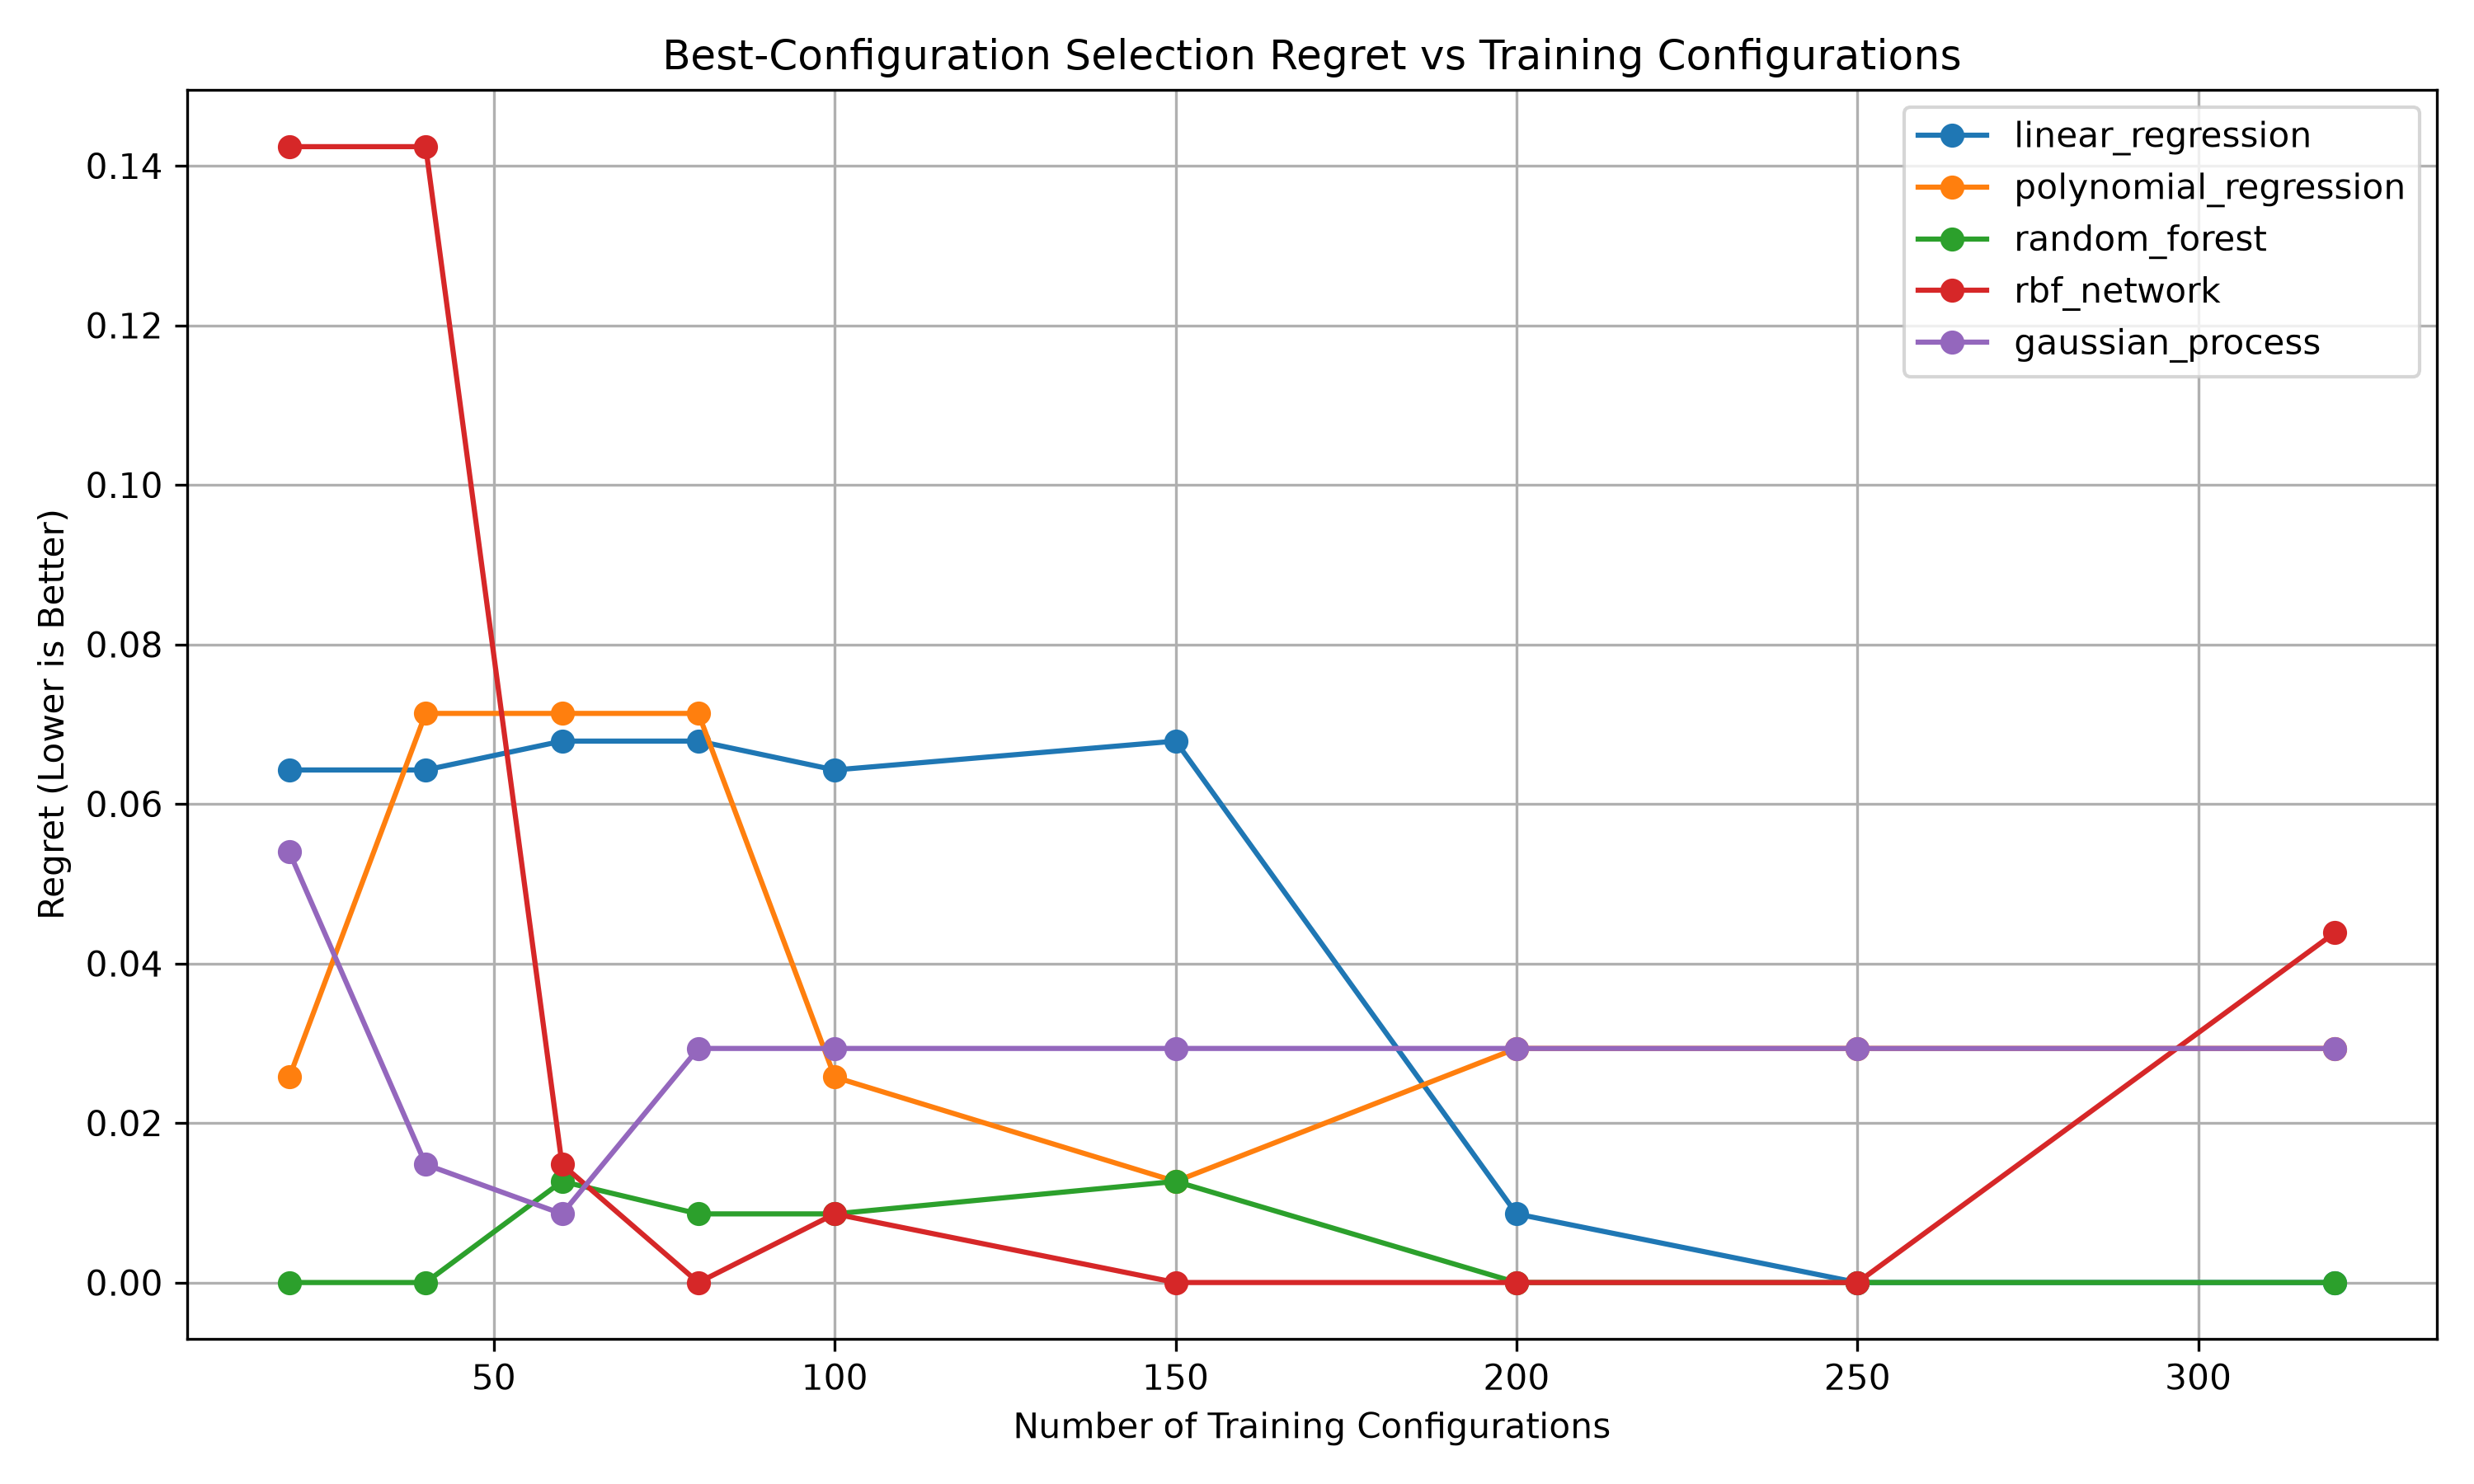 Best-Configuration Selection Regret vs Training Configurations
linear_regression
polynomial_regression
random_forest
rbf_network
gaussian_process
Regret (Lower is Better)
0.14
0.12
0.10
0.08
0.06
0.04
0.02
0.00
50 100 150 200 250 300
Number of Training Configurations